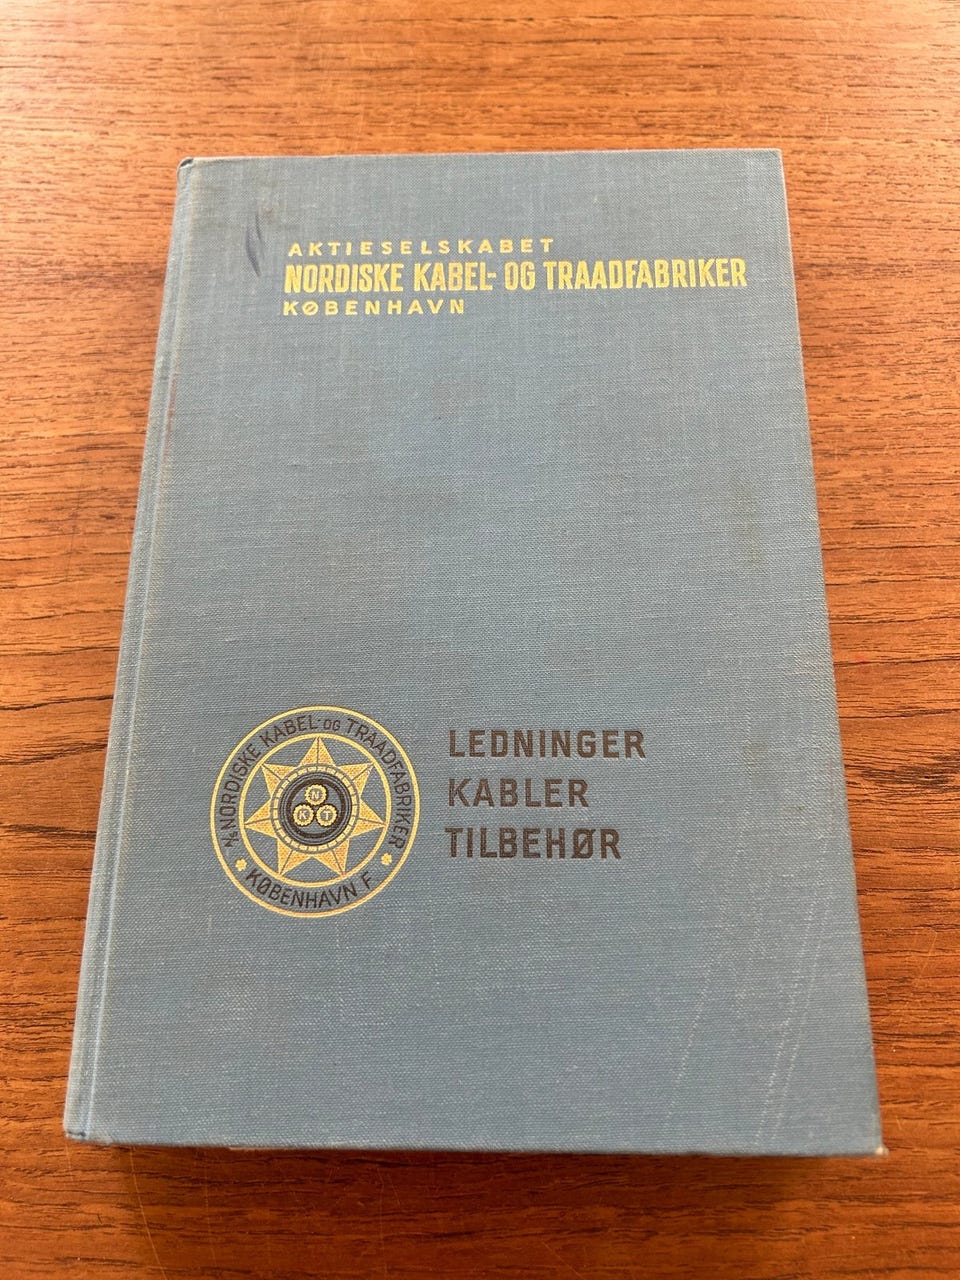 AKTIESELSKABET
NORDISKE KABEL- OG TRAADFABRIKER
KØBENHAVN
A/S NORDISKE KABEL- OG TRAADFABRIKER
N
K T
KØBENHAVN F
LEDNINGER
KABLER
TILBEHØR